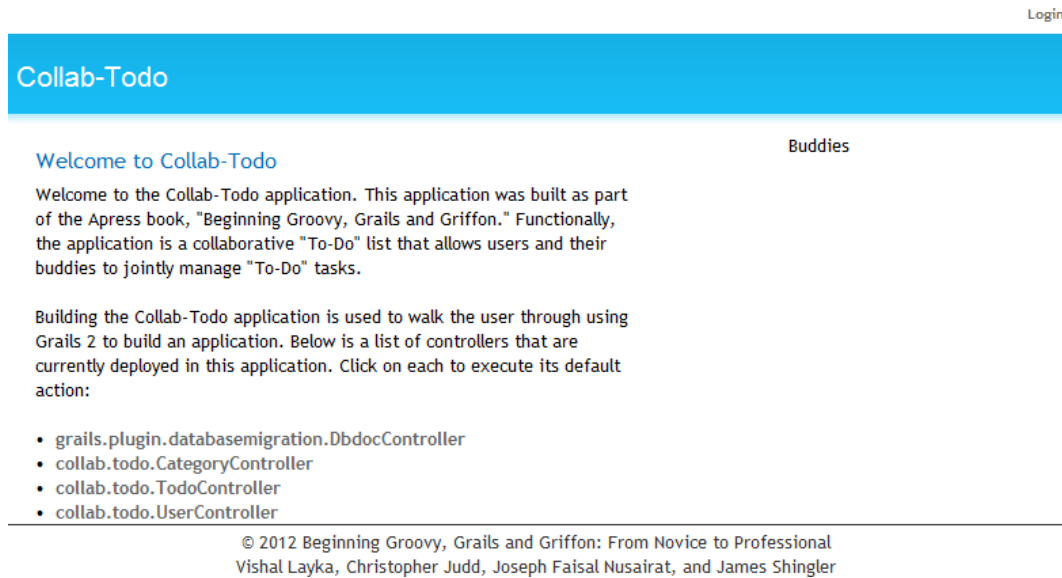 Login
Collab-Todo
Welcome to Collab-Todo
Welcome to the Collab-Todo application. This application was built as part
of the Apress book, "Beginning Groovy, Grails and Griffon." Functionally,
the application is a collaborative "To-Do" list that allows users and their
buddies to jointly manage "To-Do" tasks.
Building the Collab-Todo application is used to walk the user through using
Grails 2 to build an application. Below is a list of controllers that are
currently deployed in this application. Click on each to execute its default
action:
• grails.plugin.databasemigration.DbdocController
• collab.todo.CategoryController
• collab.todo.TodoController
• collab.todo.UserController
Buddies
© 2012 Beginning Groovy, Grails and Griffon: From Novice to Professional
Vishal Layka, Christopher Judd, Joseph Faisal Nusairat, and James Shingler